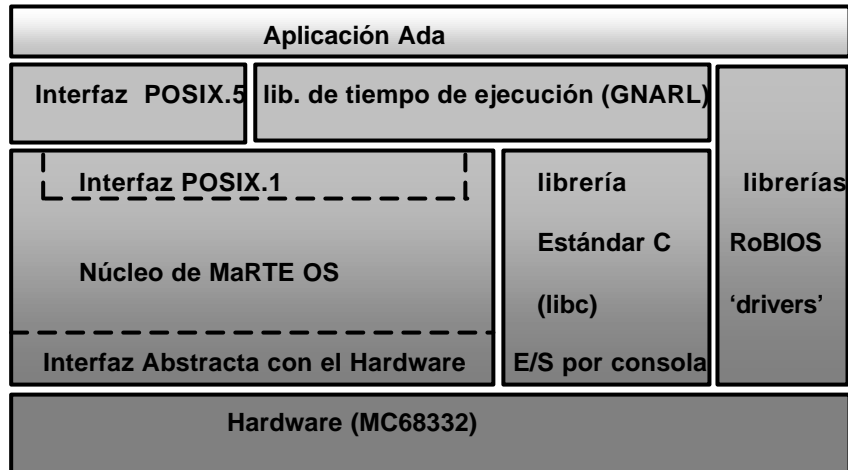 Aplicación Ada
Interfaz POSIX.5
lib. de tiempo de ejecución (GNARL)
Interfaz POSIX.1
Núcleo de MaRTE OS
Interfaz Abstracta con el Hardware
librería
Estándar C
(libc)
E/S por consola
librerías
RoBIOS
‘drivers’
Hardware (MC68332)